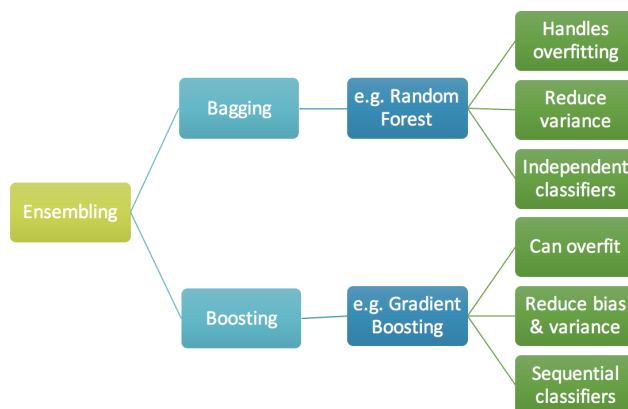 Ensembling
Bagging
e.g. Random
Forest
Handles
overfitting
Reduce
variance
Independent
classifiers
Boosting
e.g. Gradient
Boosting
Can overfit
Reduce bias
& variance
Sequential
classifiers